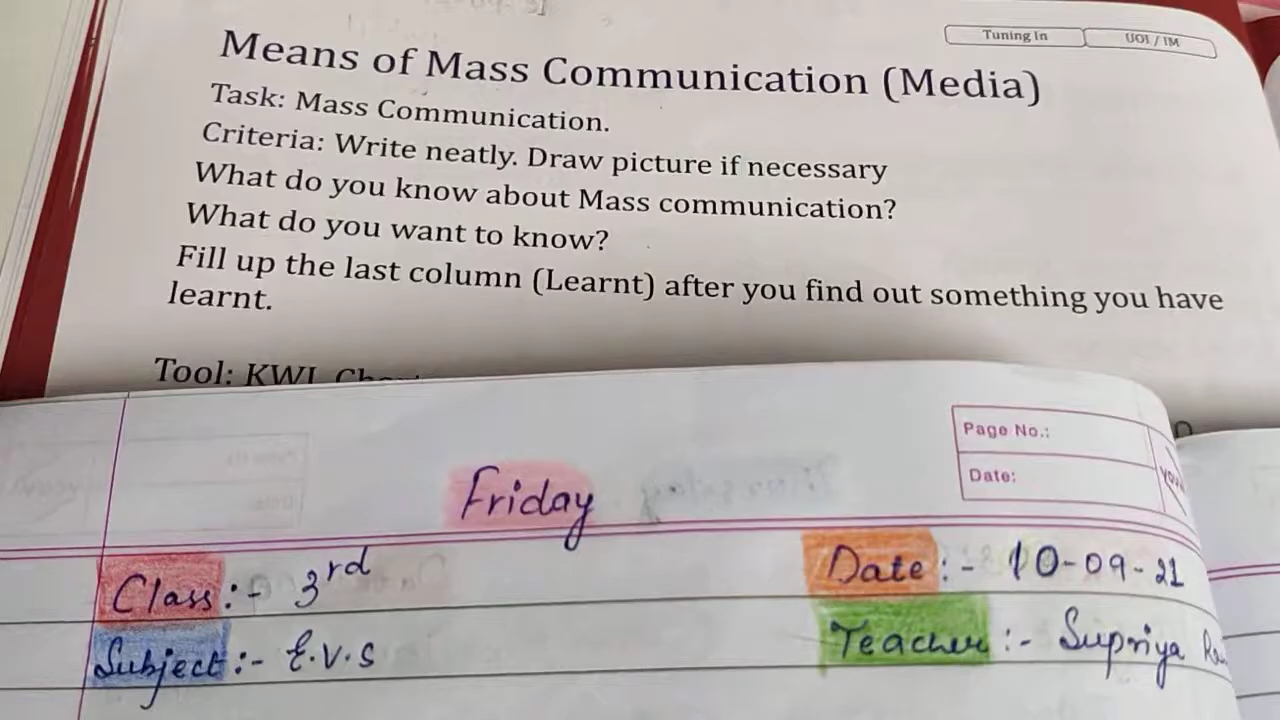 Tuning In UOI / IM
Means of Mass Communication (Media)
Task: Mass Communication.
Criteria: Write neatly. Draw picture if necessary
What do you know about Mass communication?
What do you want to know?
Fill up the last column (Learnt) after you find out something you have
learnt.
Tool: KWL Chart
Page No.:
Date:
Friday
Class:- 3rd Date:- 10-09-21
Subject:- E.V.S Teacher:- Supriya